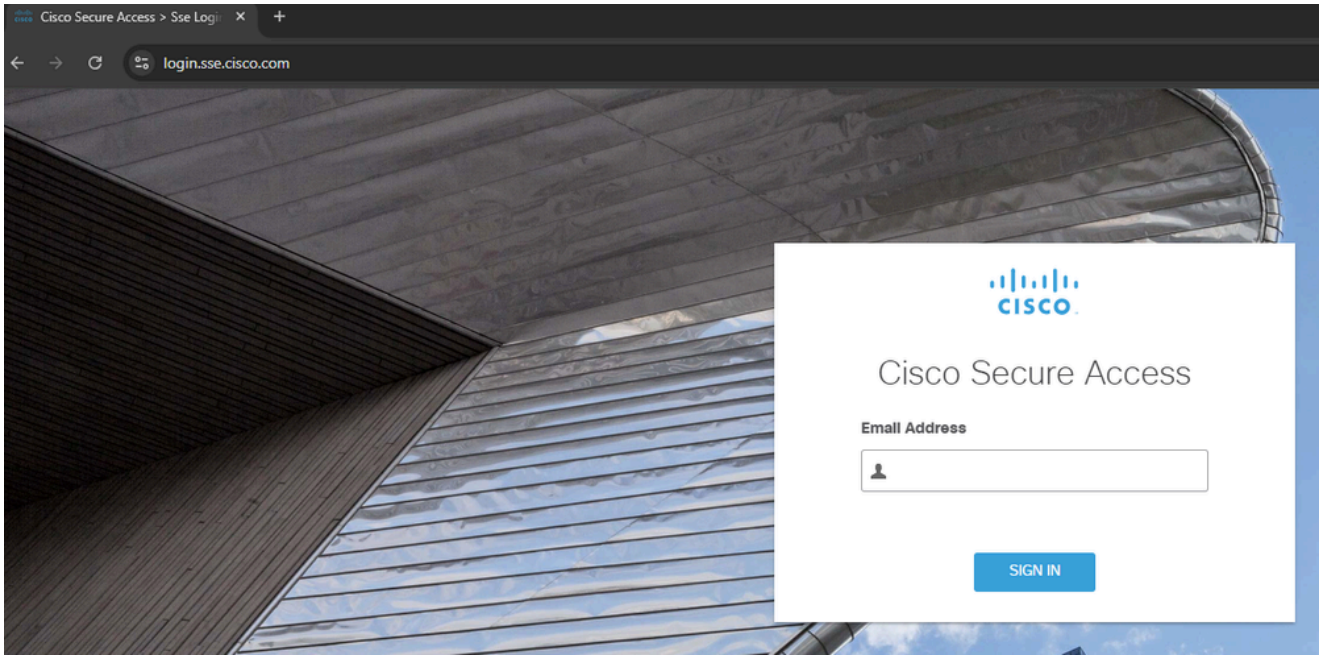 Cisco Secure Access > Sse Logi
login.sse.cisco.com
CISCO
Cisco Secure Access
Email Address
SIGN IN